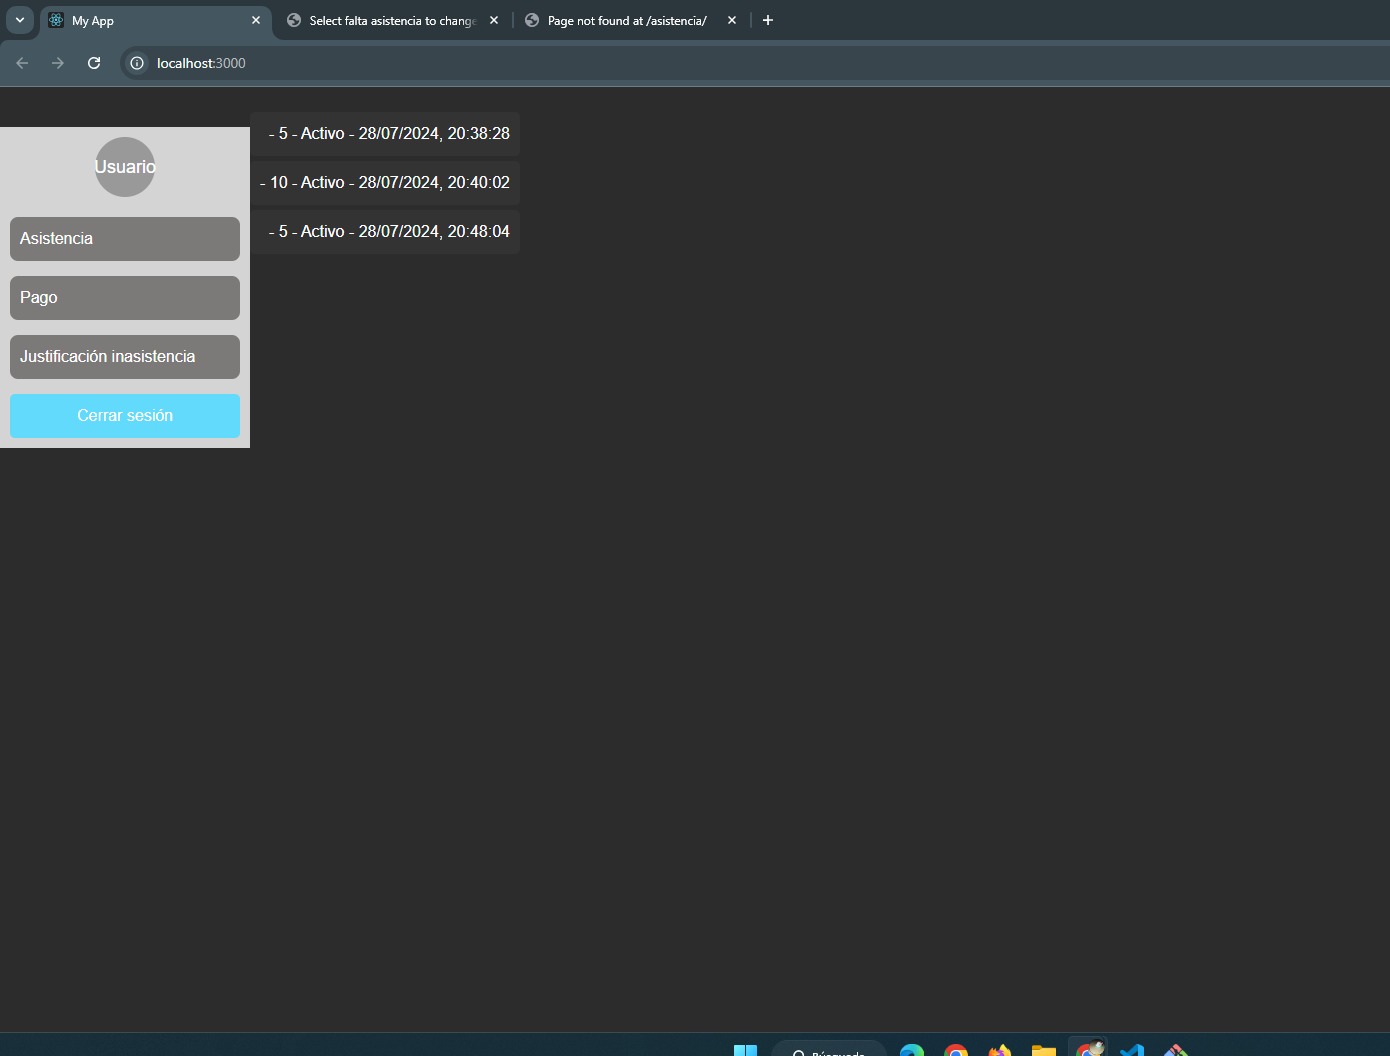 My App
Select falta asistencia to change
Page not found at /asistencia/
localhost:3000
- 5 - Activo - 28/07/2024, 20:38:28
- 10 - Activo - 28/07/2024, 20:40:02
- 5 - Activo - 28/07/2024, 20:48:04
Usuario
Asistencia
Pago
Justificación inasistencia
Cerrar sesión
Búsqueda